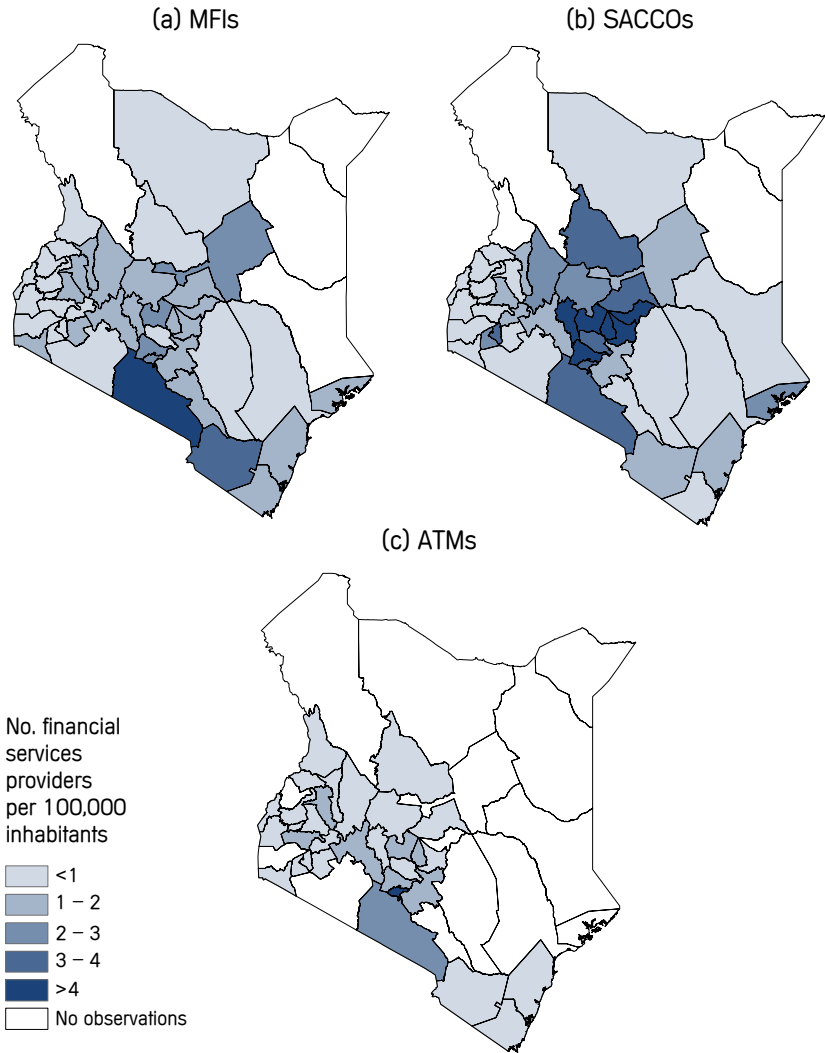 (a) MFIs
(b) SACCOs
(c) ATMs
No. financial
services
providers
per 100,000
inhabitants
<1
1 – 2
2 – 3
3 – 4
>4
No observations